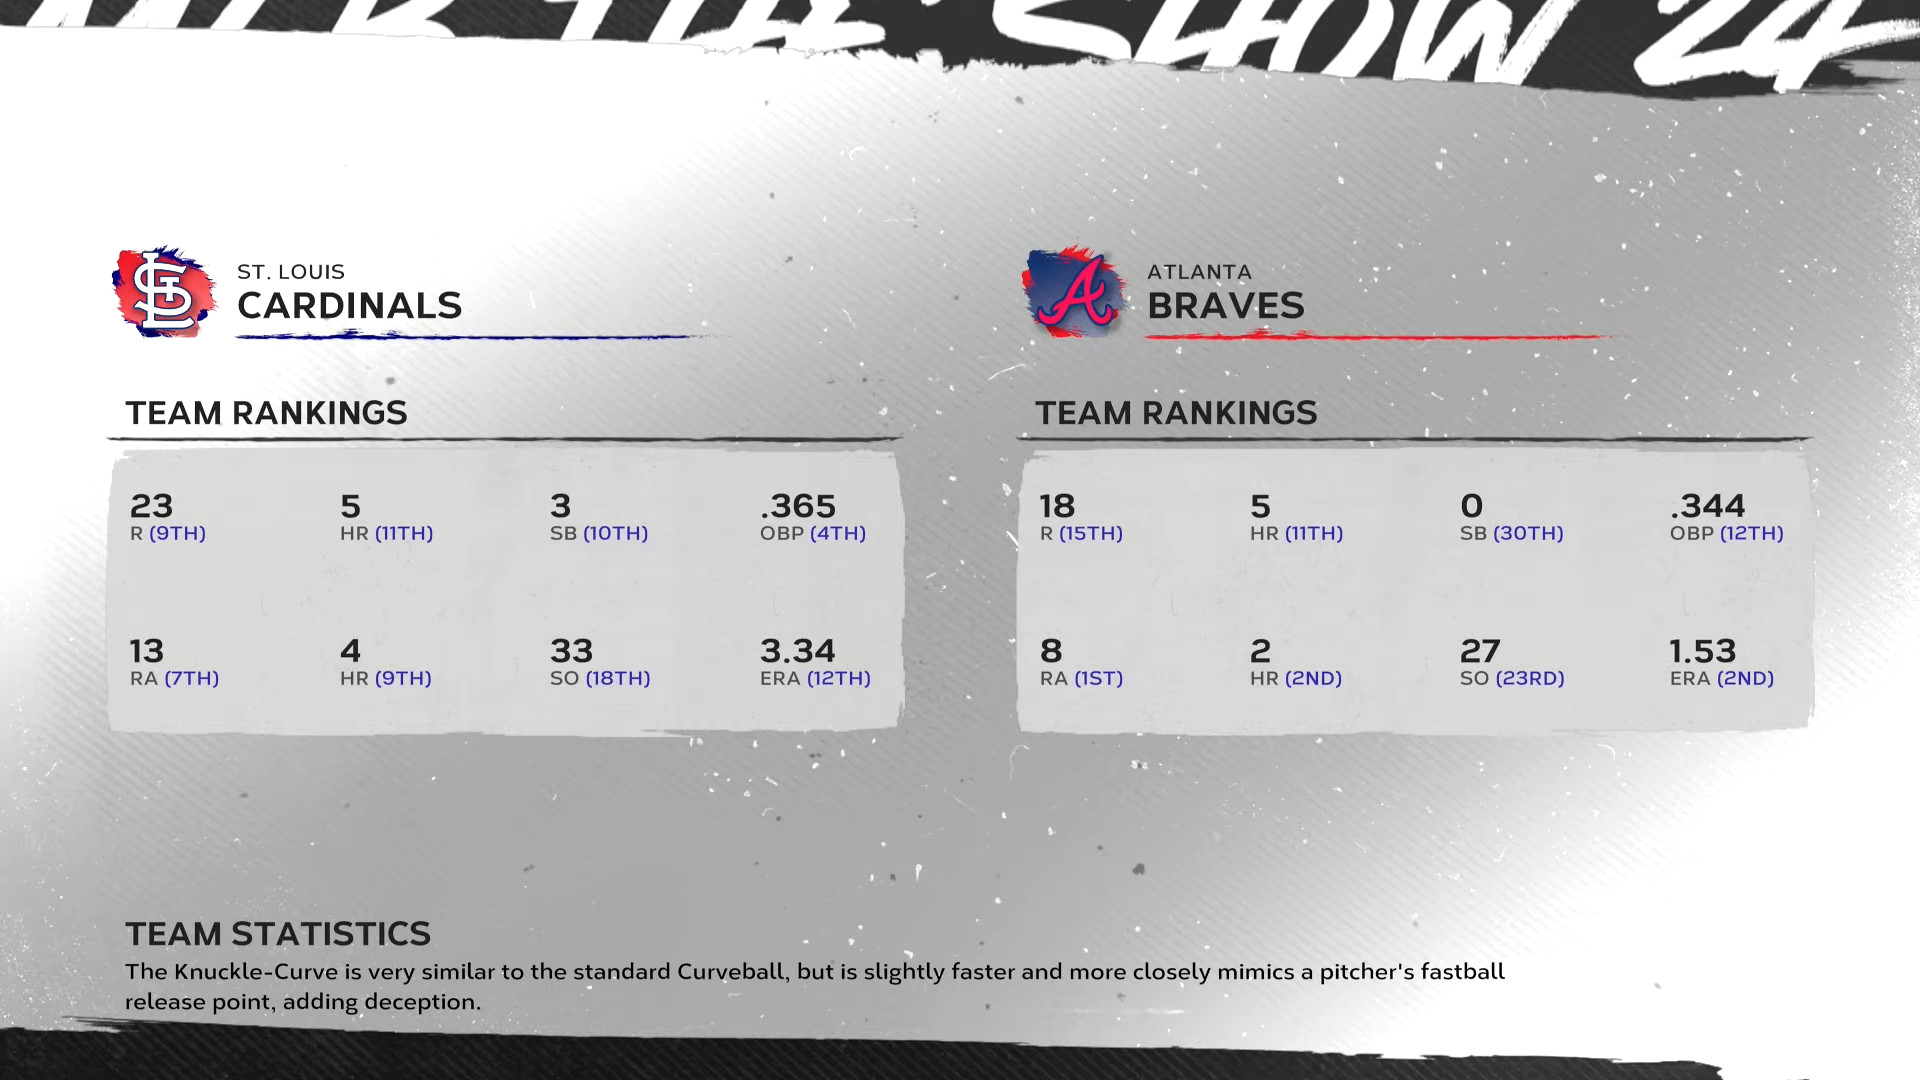 MLB THE SHOW 24
ST. LOUIS
CARDINALS
TEAM RANKINGS
23 5 3 .365
R (9TH) HR (11TH) SB (10TH) OBP (4TH)
13 4 33 3.34
RA (7TH) HR (9TH) SO (18TH) ERA (12TH)
ATLANTA
BRAVES
TEAM RANKINGS
18 5 0 .344
R (15TH) HR (11TH) SB (30TH) OBP (12TH)
8 2 27 1.53
RA (1ST) HR (2ND) SO (23RD) ERA (2ND)
TEAM STATISTICS
The Knuckle-Curve is very similar to the standard Curveball, but is slightly faster and more closely mimics a pitcher's fastball
release point, adding deception.